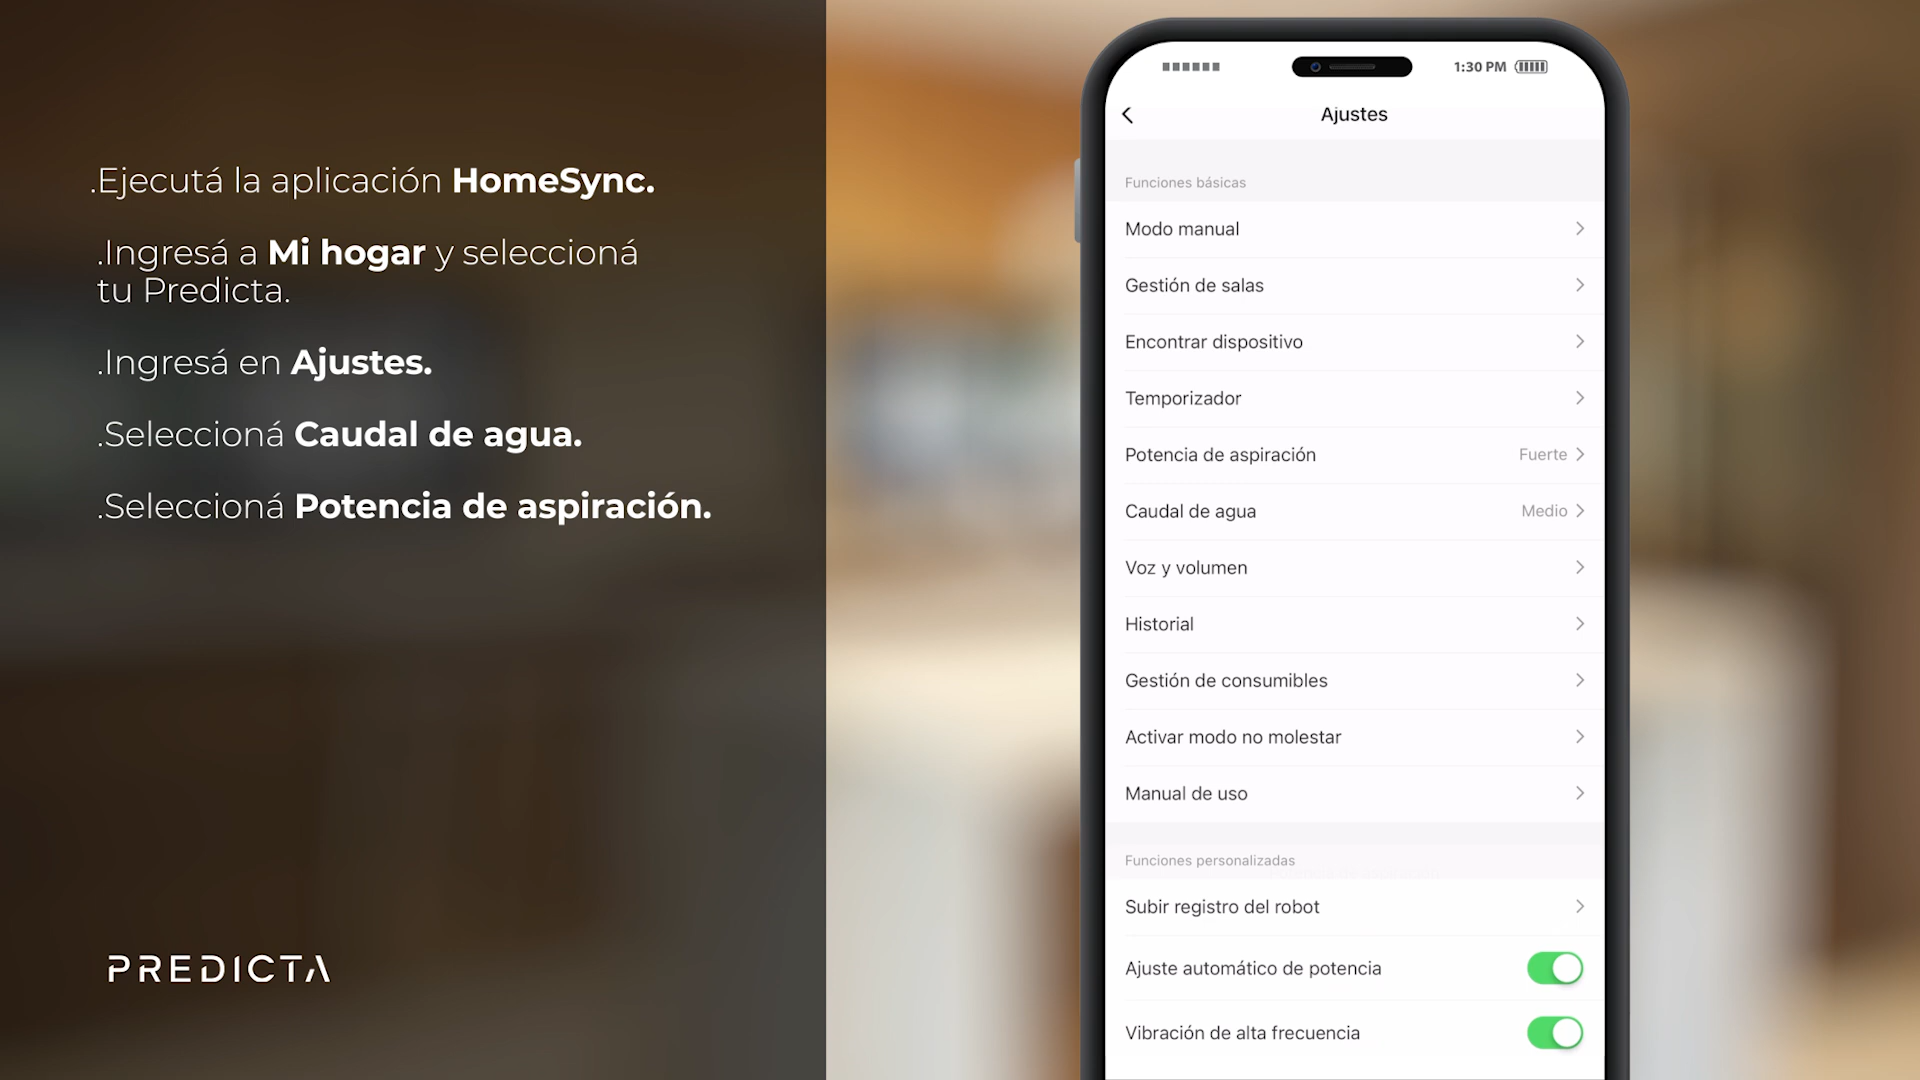 .Ejecutá la aplicación HomeSync.
.Ingresá a Mi hogar y seleccioná
tu Predicta.
.Ingresá en Ajustes.
.Seleccioná Caudal de agua.
.Seleccioná Potencia de aspiración.
PREDICTA
1:30 PM
Ajustes
Funciones básicas
Modo manual
Gestión de salas
Encontrar dispositivo
Temporizador
Potencia de aspiración Fuerte
Caudal de agua Medio
Voz y volumen
Historial
Gestión de consumibles
Activar modo no molestar
Manual de uso
Funciones personalizadas
Subir registro del robot
Ajuste automático de potencia
Vibración de alta frecuencia